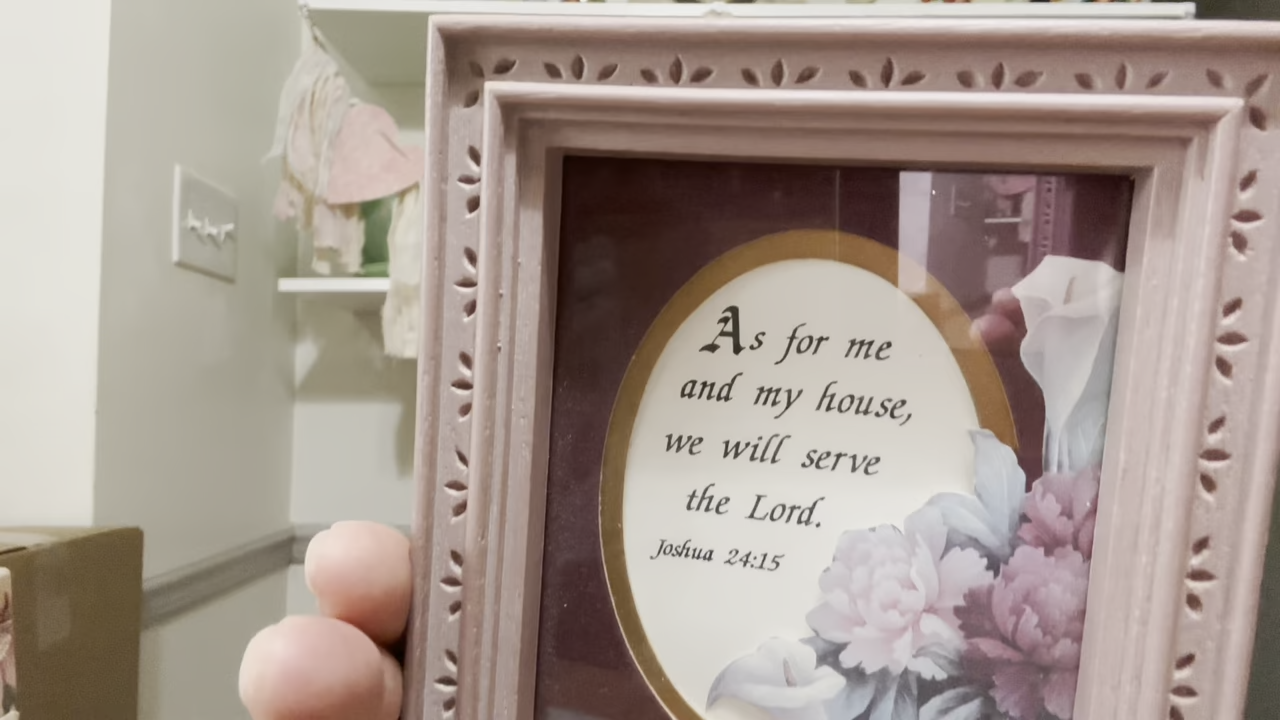 As for me
and my house,
we will serve
the Lord.
Joshua 24:15